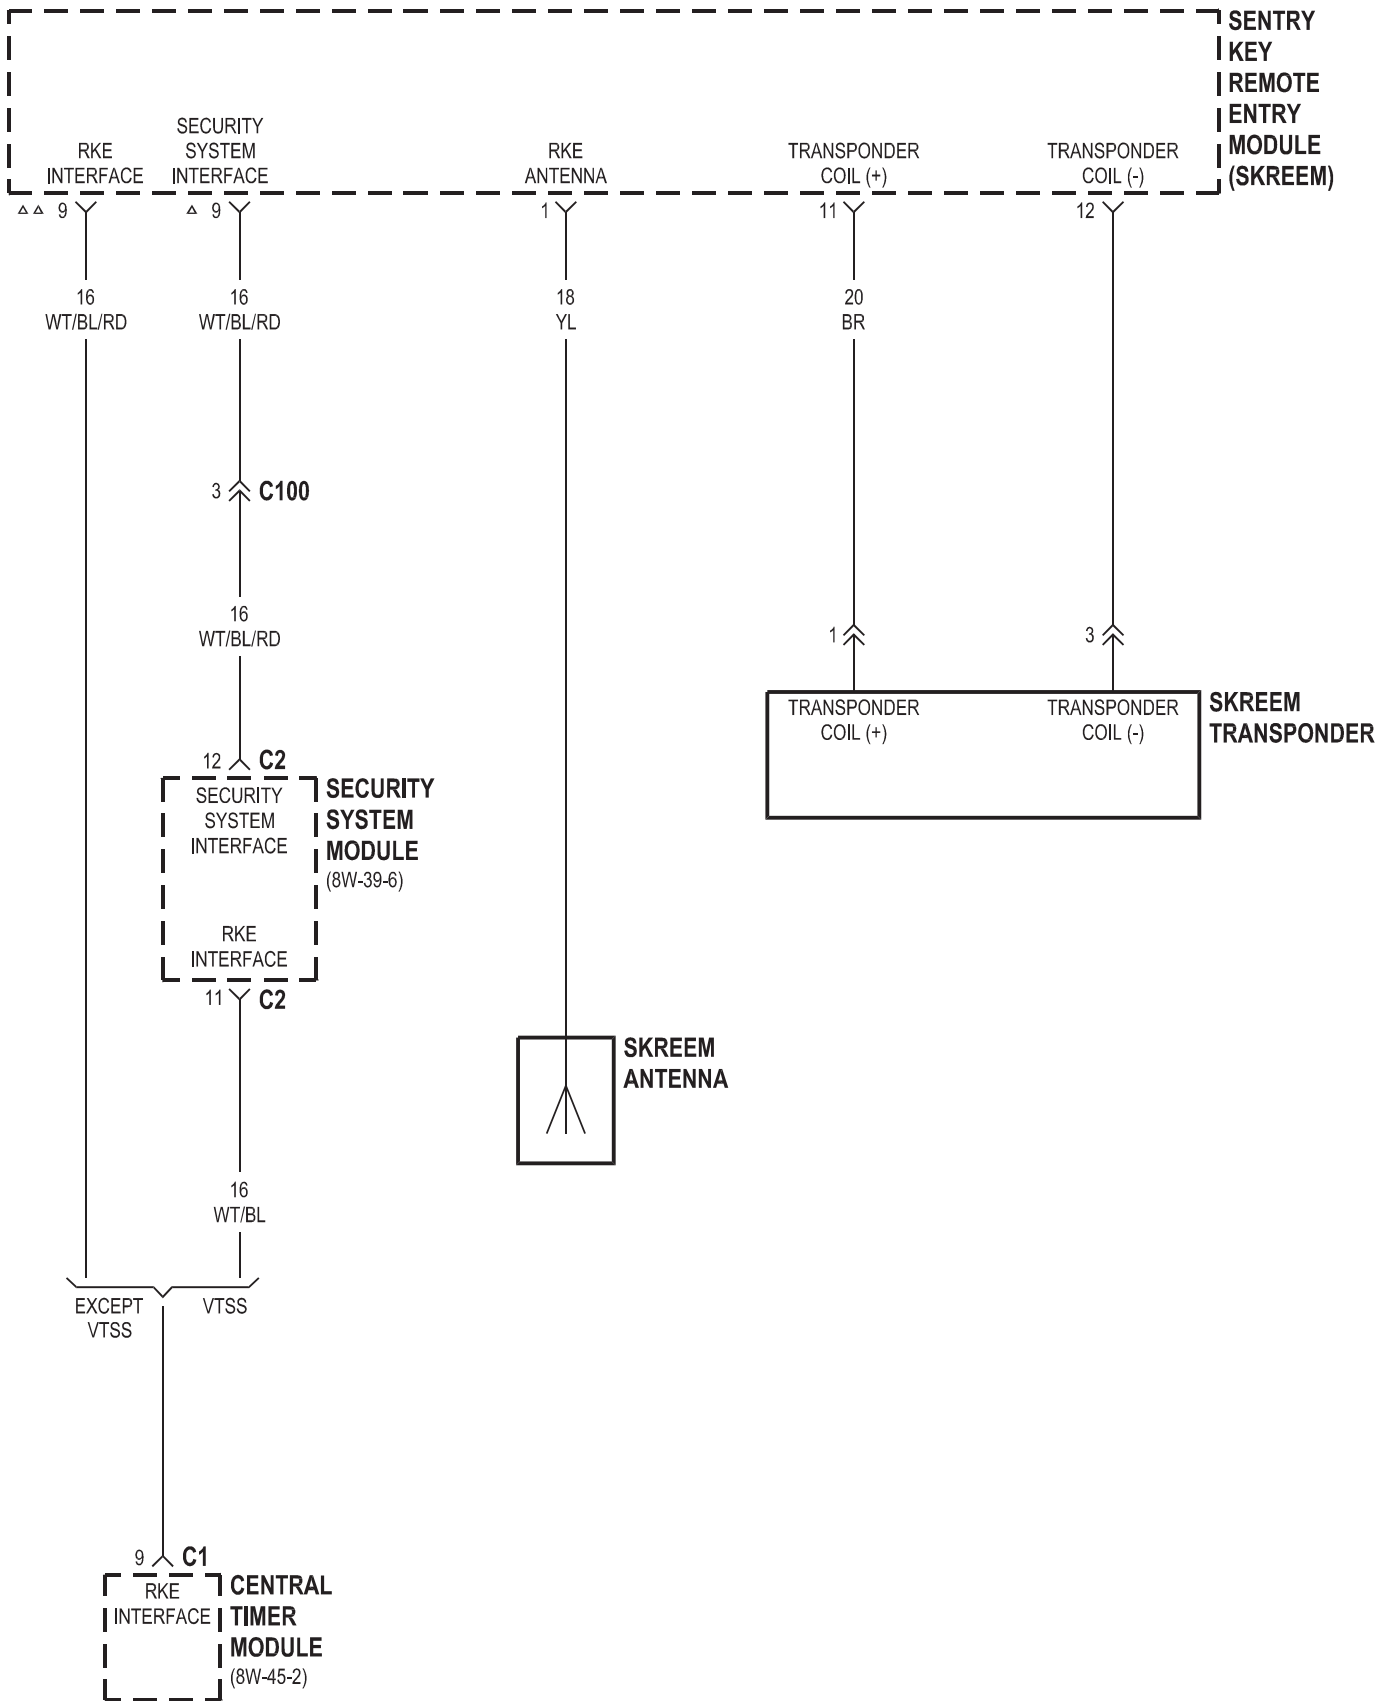 SENTRY
KEY
REMOTE
ENTRY
MODULE
(SKREEM)
RKE
INTERFACE
SECURITY
SYSTEM
INTERFACE
RKE
ANTENNA
TRANSPONDER
COIL (+)
TRANSPONDER
COIL (-)
△ △ 9
△ 9
1
11
12
16
WT/BL/RD
16
WT/BL/RD
18
YL
20
BR
3 C100
16
WT/BL/RD
1
3
TRANSPONDER
COIL (+)
TRANSPONDER
COIL (-)
SKREEM
TRANSPONDER
12 C2
SECURITY
SYSTEM
INTERFACE
SECURITY
SYSTEM
MODULE
(8W-39-6)
RKE
INTERFACE
11 C2
SKREEM
ANTENNA
16
WT/BL
EXCEPT
VTSS
VTSS
9 C1
RKE
INTERFACE
CENTRAL
TIMER
MODULE
(8W-45-2)